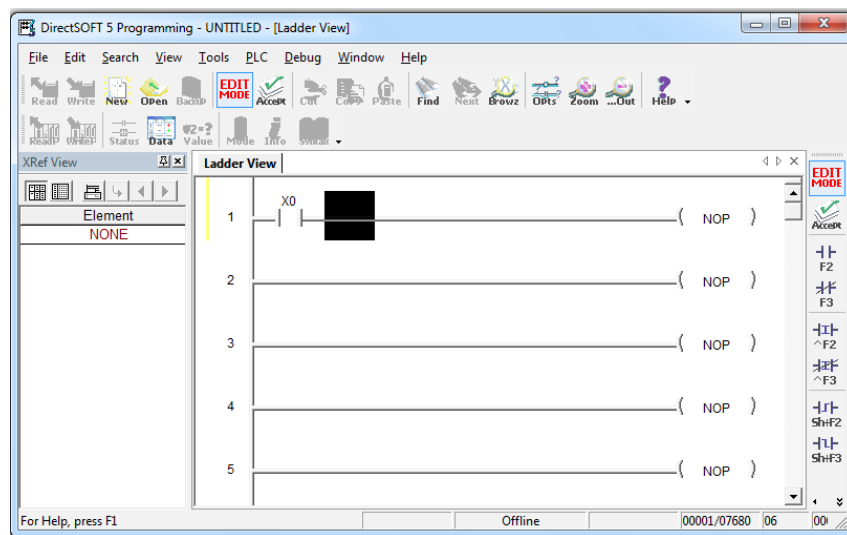 DirectSOFT 5 Programming - UNTITLED - [Ladder View]
File Edit Search View Tools PLC Debug Window Help
Read Write New Open Backup EDIT MODE Accept Cut Copy Paste Find Next Browz Opts Zoom ...Out Help
ReadP WriteP Status Data Value Mode Info Syntax
XRef View
Ladder View
Element
NONE
X0
1 NOP
2 NOP
3 NOP
4 NOP
5 NOP
EDIT MODE
Accept
F2
F3
^F2
^F3
Sh+F2
Sh+F3
For Help, press F1
Offline
00001/07680
06